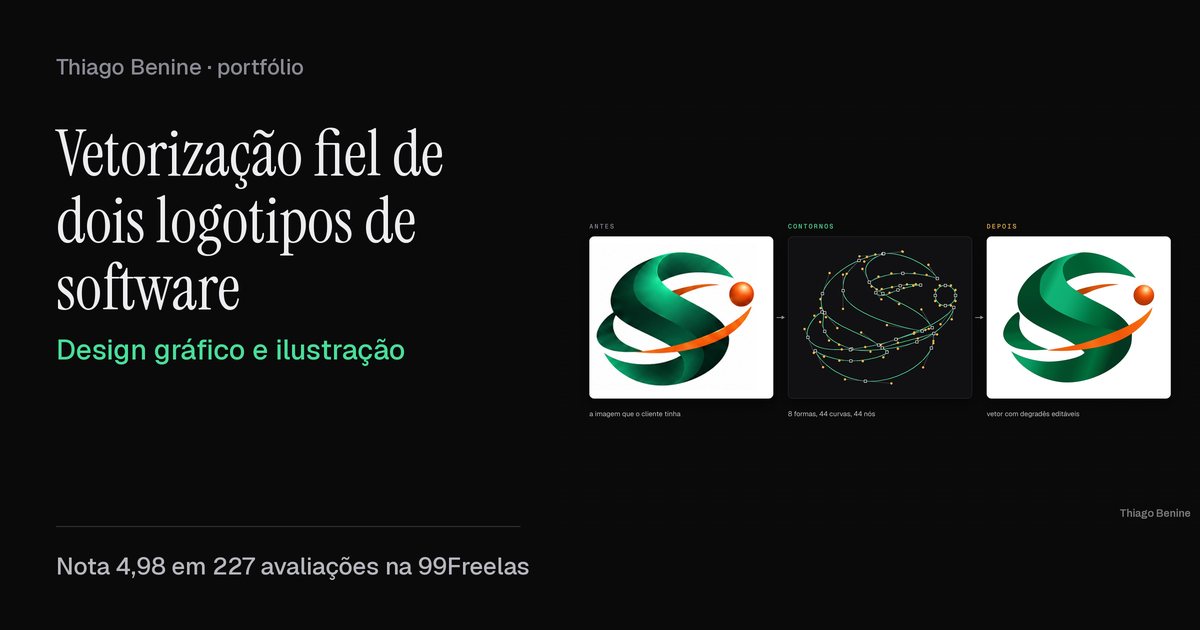 Thiago Benine · portfólio
Vetorização fiel de
dois logotipos de
software
Design gráfico e ilustração
ANTES
CONTORNOS
DEPOIS
a imagem que o cliente tinha
8 formas, 44 curvas, 44 nós
vetor com degradês editáveis
Thiago Benine
Nota 4,98 em 227 avaliações na 99Freelas